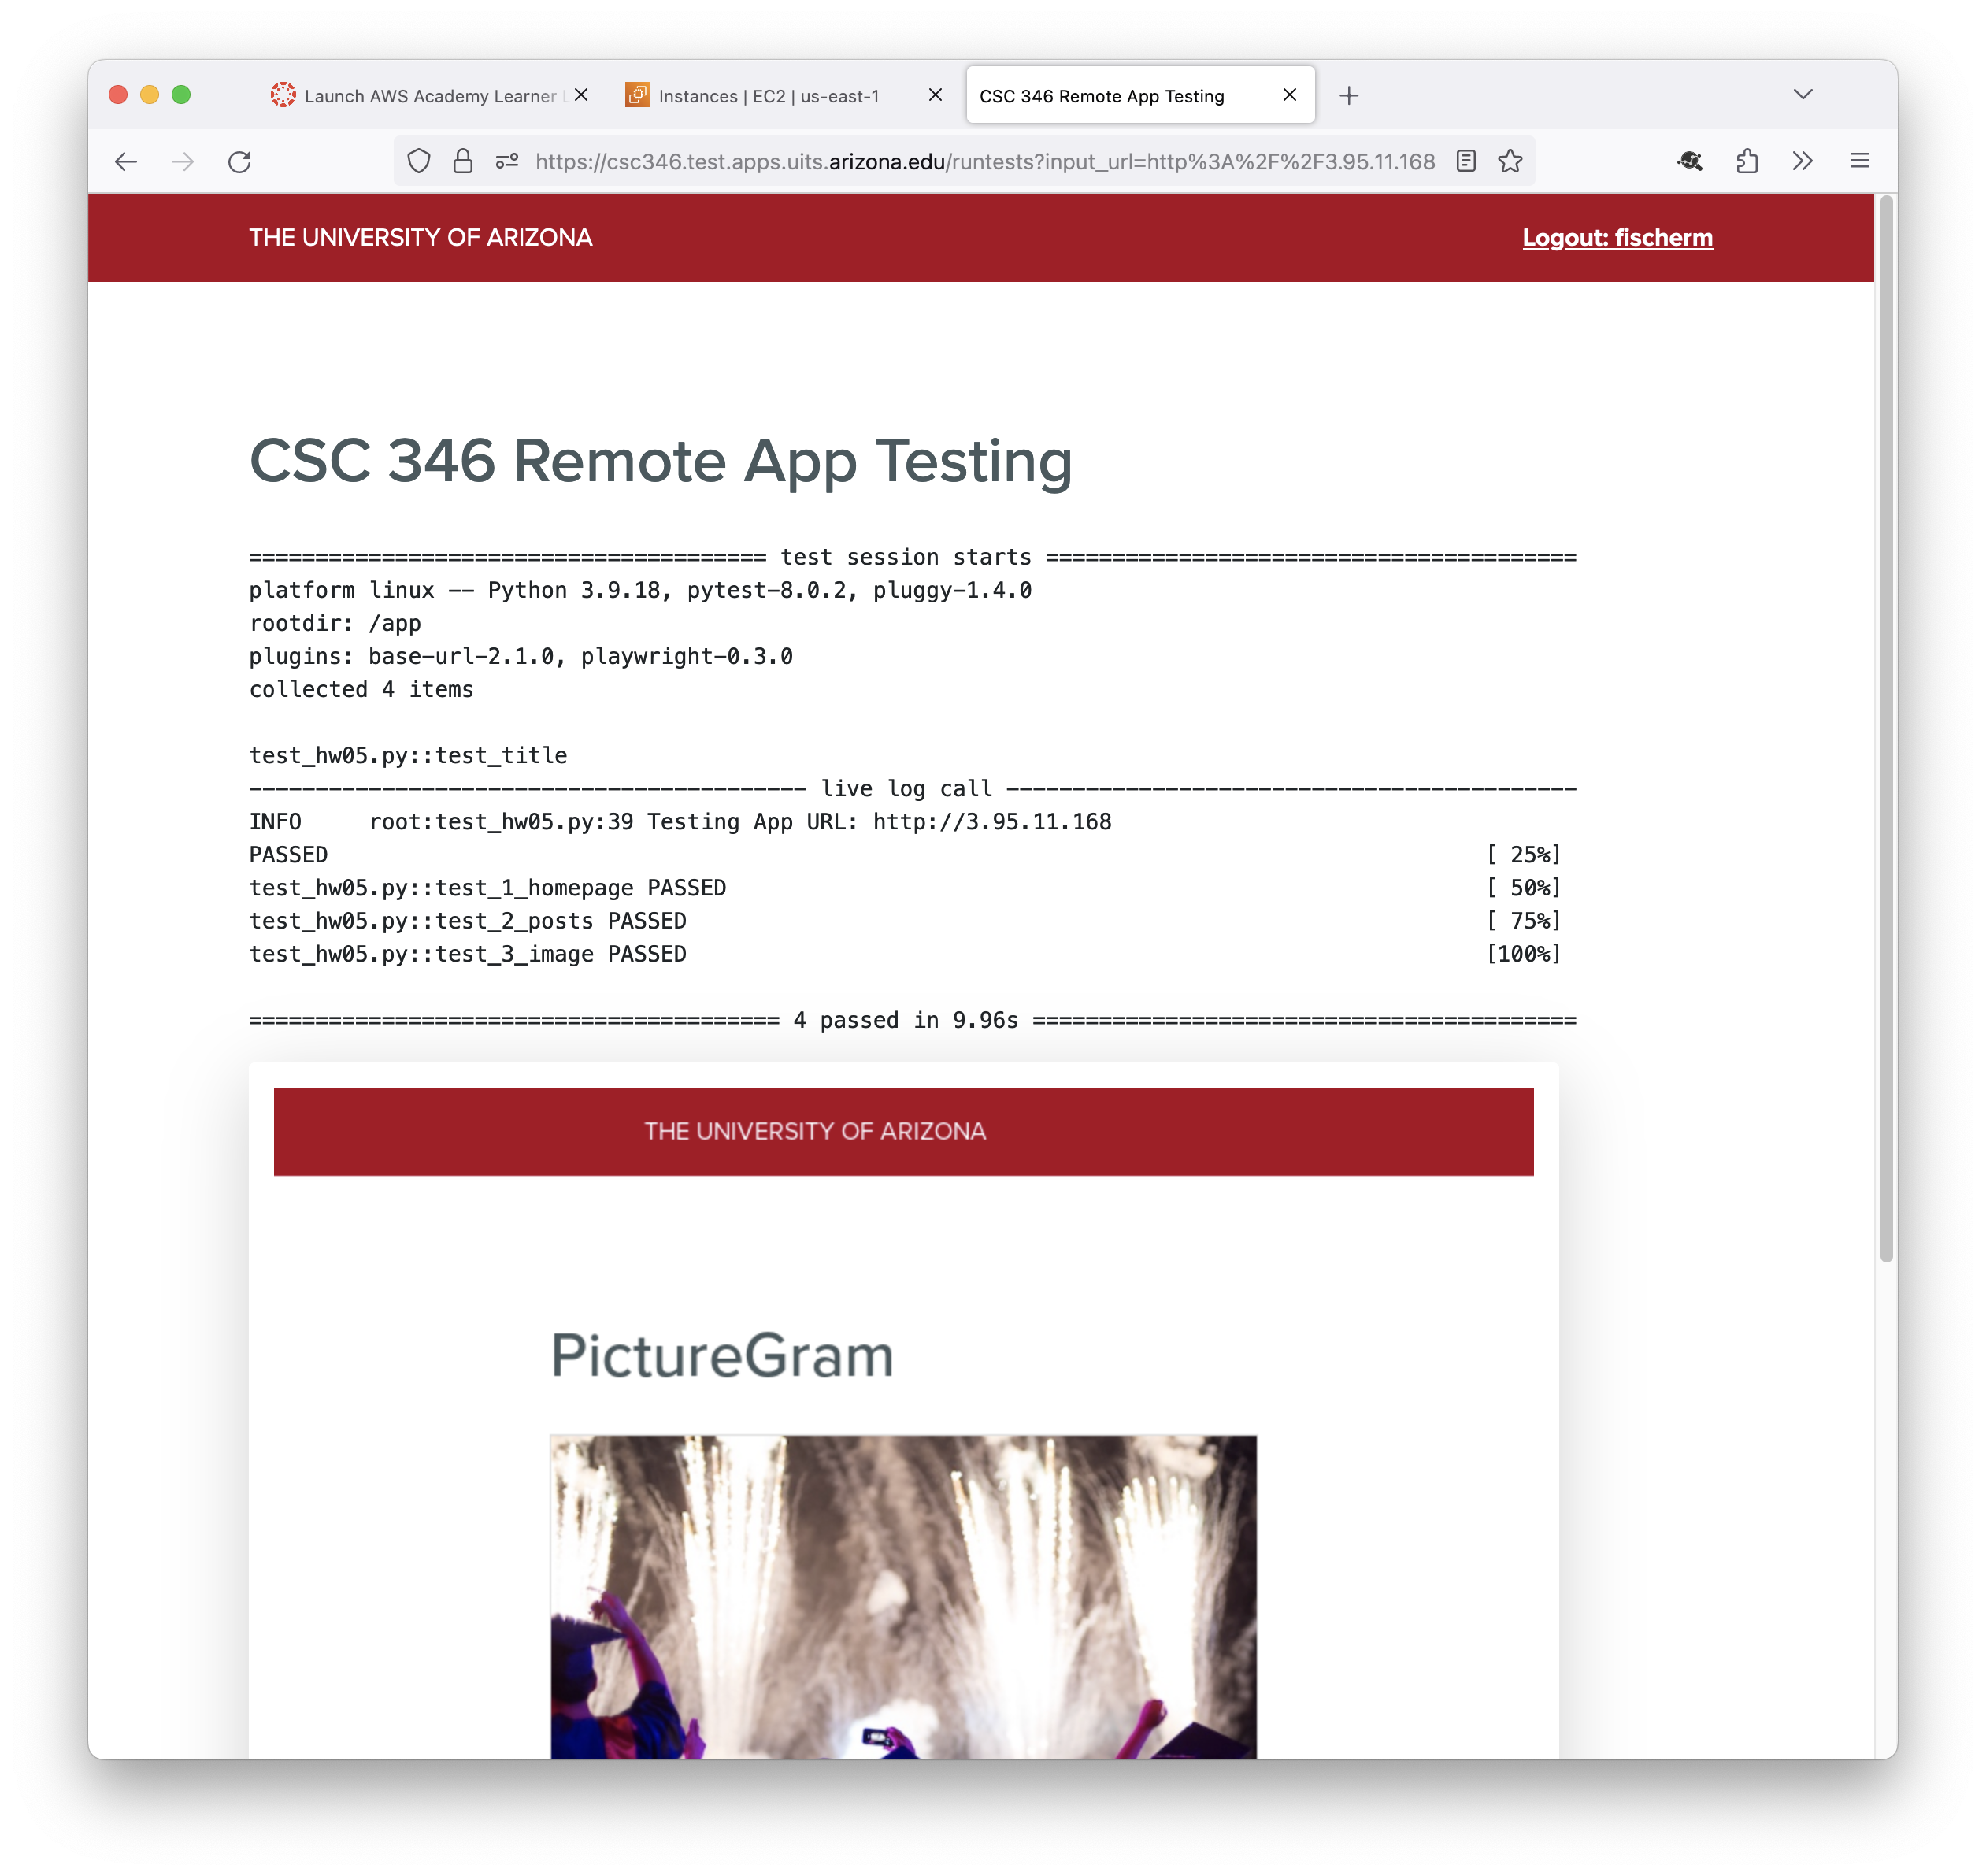 Launch AWS Academy Learner
Instances | EC2 | us-east-1
CSC 346 Remote App Testing
https://csc346.test.apps.uits.arizona.edu/runtests?input_url=http%3A%2F%2F3.95.11.168
THE UNIVERSITY OF ARIZONA
Logout: fischerm
CSC 346 Remote App Testing
======================================= test session starts ========================================
platform linux -- Python 3.9.18, pytest-8.0.2, pluggy-1.4.0
rootdir: /app
plugins: base-url-2.1.0, playwright-0.3.0
collected 4 items
test_hw05.py::test_title
------------------------------------------ live log call -------------------------------------------
INFO     root:test_hw05.py:39 Testing App URL: http://3.95.11.168
PASSED                                                                                       [ 25%]
test_hw05.py::test_1_homepage PASSED                                                         [ 50%]
test_hw05.py::test_2_posts PASSED                                                            [ 75%]
test_hw05.py::test_3_image PASSED                                                            [100%]
======================================== 4 passed in 9.96s =========================================
THE UNIVERSITY OF ARIZONA
PictureGram